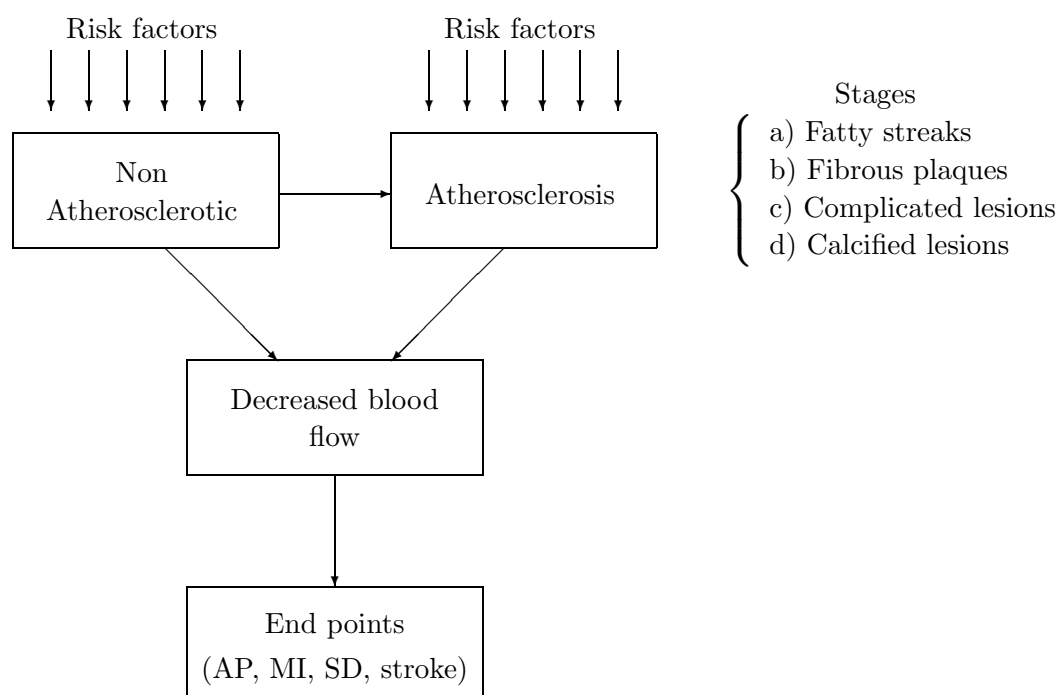 Risk factors
Risk factors
Non
Atherosclerotic
Atherosclerosis
Stages
a) Fatty streaks
b) Fibrous plaques
c) Complicated lesions
d) Calcified lesions
Decreased blood
flow
End points
(AP, MI, SD, stroke)